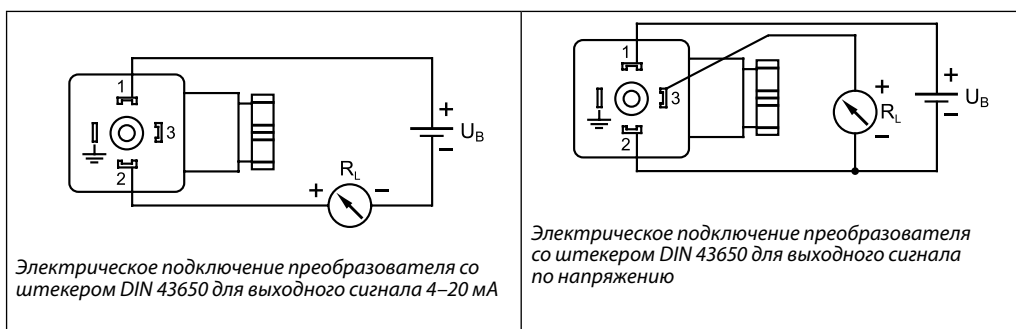 1
3
2
+
−
U_B
R_L
+
−
Электрическое подключение преобразователя со
штекером DIN 43650 для выходного сигнала 4–20 мА
1
3
2
+
−
R_L
+
−
U_B
Электрическое подключение преобразователя
со штекером DIN 43650 для выходного сигнала
по напряжению